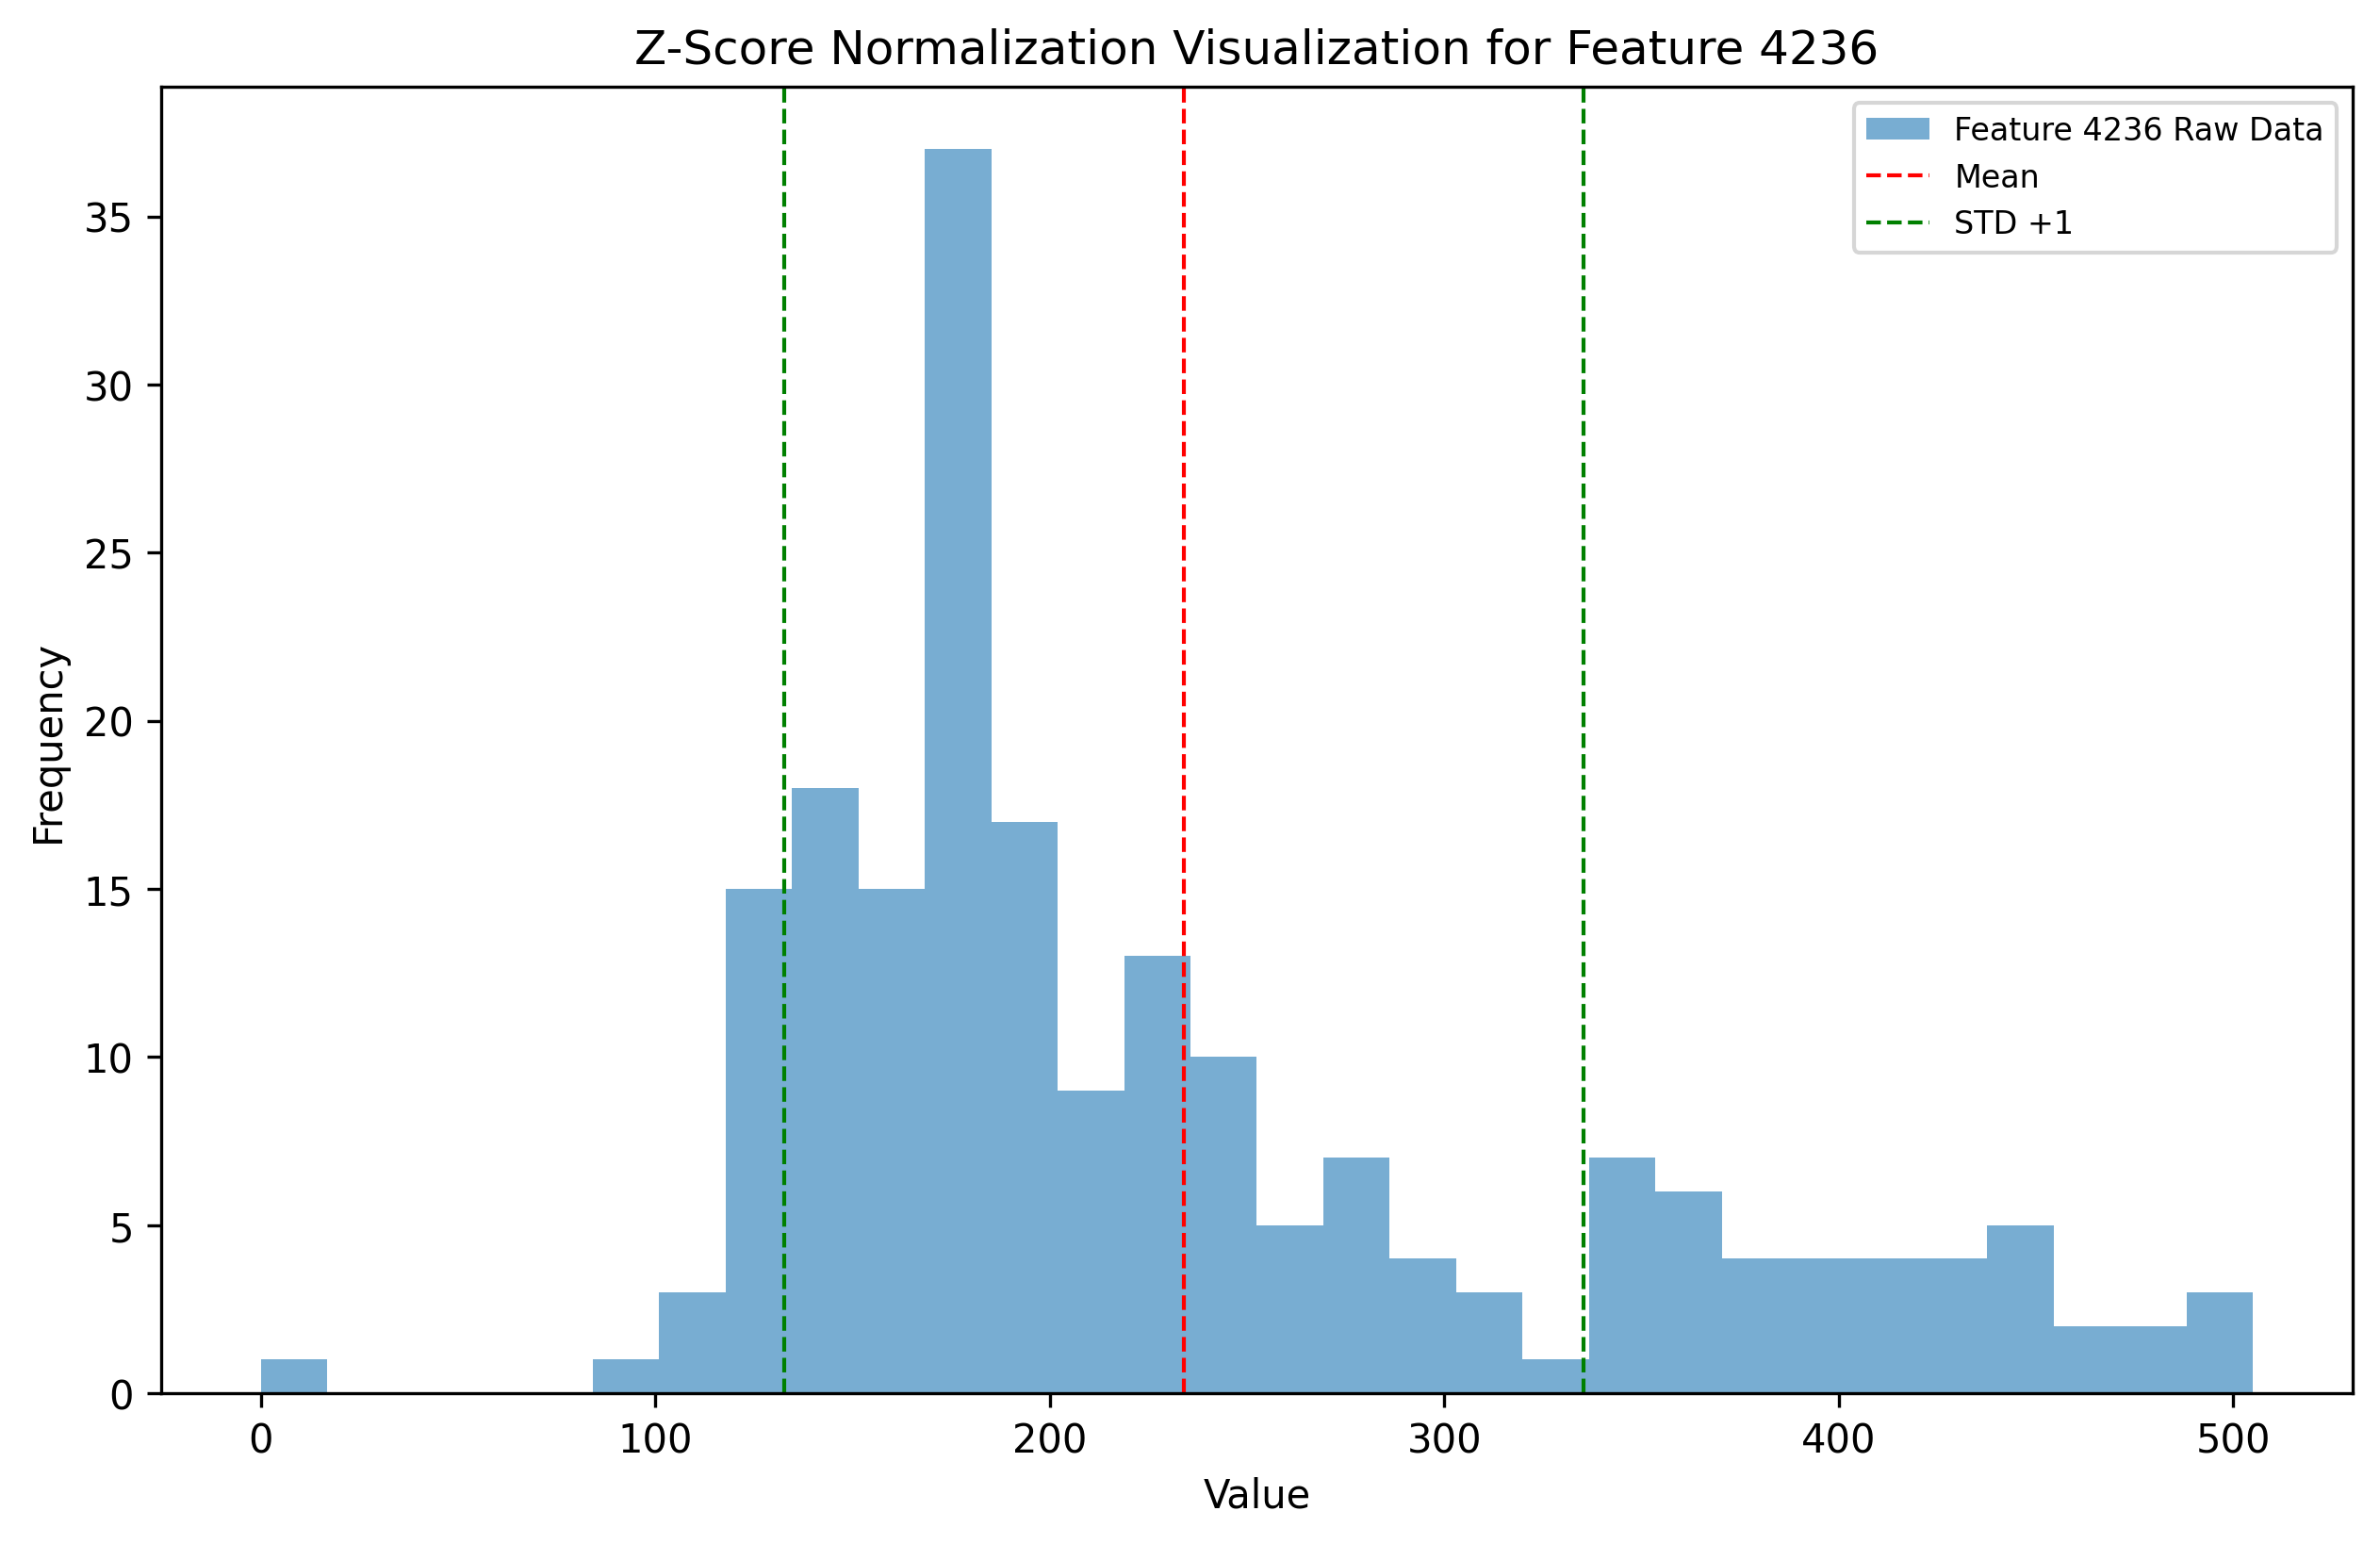 Z-Score Normalization Visualization for Feature 4236
Feature 4236 Raw Data
Mean
STD +1
35
30
25
20
15
10
5
0
Frequency
0 100 200 300 400 500
Value